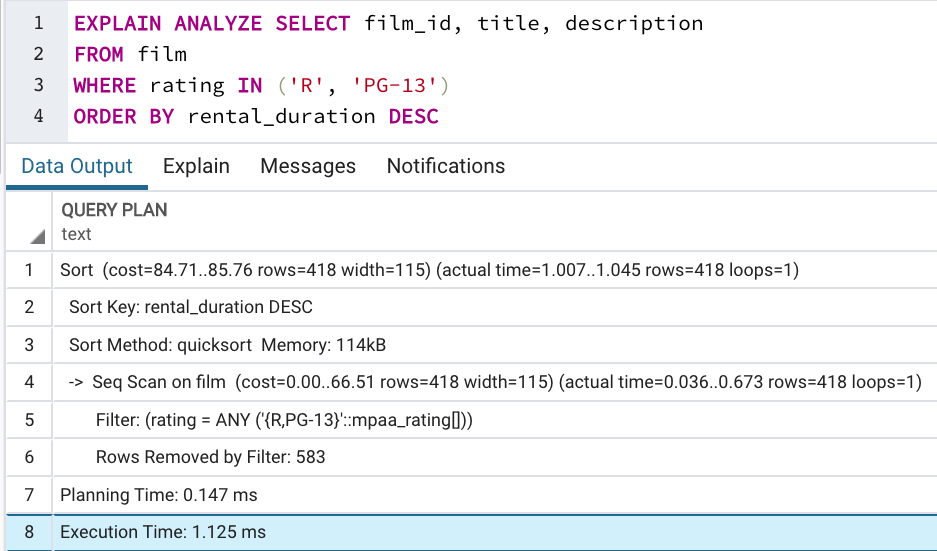 1 EXPLAIN ANALYZE SELECT film_id, title, description
2 FROM film
3 WHERE rating IN ('R', 'PG-13')
4 ORDER BY rental_duration DESC
Data Output Explain Messages Notifications
QUERY PLAN
text
1 Sort (cost=84.71..85.76 rows=418 width=115) (actual time=1.007..1.045 rows=418 loops=1)
2 Sort Key: rental_duration DESC
3 Sort Method: quicksort Memory: 114kB
4 -> Seq Scan on film (cost=0.00..66.51 rows=418 width=115) (actual time=0.036..0.673 rows=418 loops=1)
5 Filter: (rating = ANY ('{R,PG-13}'::mpaa_rating[]))
6 Rows Removed by Filter: 583
7 Planning Time: 0.147 ms
8 Execution Time: 1.125 ms